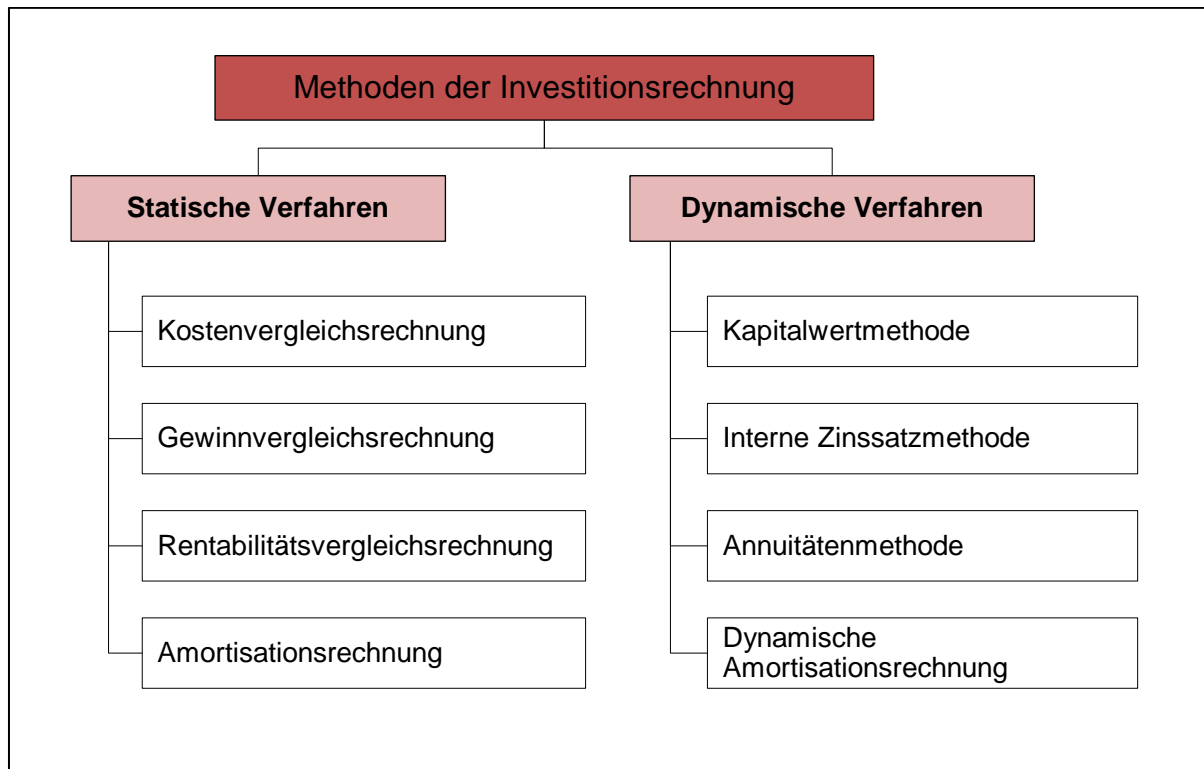 Methoden der Investitionsrechnung
Statische Verfahren
Kostenvergleichsrechnung
Gewinnvergleichsrechnung
Rentabilitätsvergleichsrechnung
Amortisationsrechnung
Dynamische Verfahren
Kapitalwertmethode
Interne Zinssatzmethode
Annuitätenmethode
Dynamische
Amortisationsrechnung